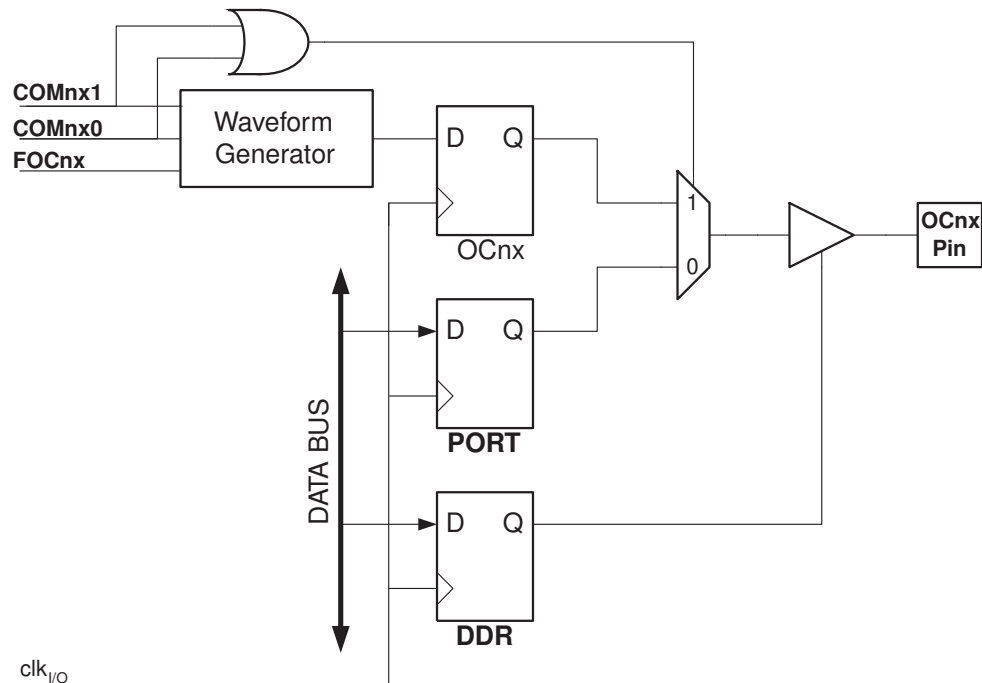 COMnx1
COMnx0
FOCnx
Waveform
Generator
D Q
OCnx
1
0
OCnx
Pin
D Q
PORT
DATA BUS
D Q
DDR
clkI/O